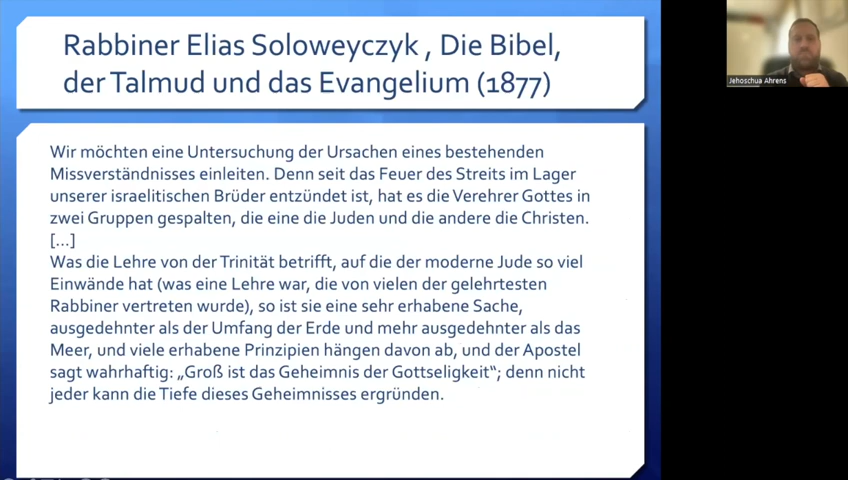 Rabbiner Elias Soloweyczyk , Die Bibel,
der Talmud und das Evangelium (1877)
Wir möchten eine Untersuchung der Ursachen eines bestehenden
Missverständnisses einleiten. Denn seit das Feuer des Streits im Lager
unserer israelitischen Brüder entzündet ist, hat es die Verehrer Gottes in
zwei Gruppen gespalten, die eine die Juden und die andere die Christen.
[...]
Was die Lehre von der Trinität betrifft, auf die der moderne Jude so viel
Einwände hat (was eine Lehre war, die von vielen der gelehrtesten
Rabbiner vertreten wurde), so ist sie eine sehr erhabene Sache,
ausgedehnter als der Umfang der Erde und mehr ausgedehnter als das
Meer, und viele erhabene Prinzipien hängen davon ab, und der Apostel
sagt wahrhaftig: „Groß ist das Geheimnis der Gottseligkeit“; denn nicht
jeder kann die Tiefe dieses Geheimnisses ergründen.
Jehoschua Ahrens